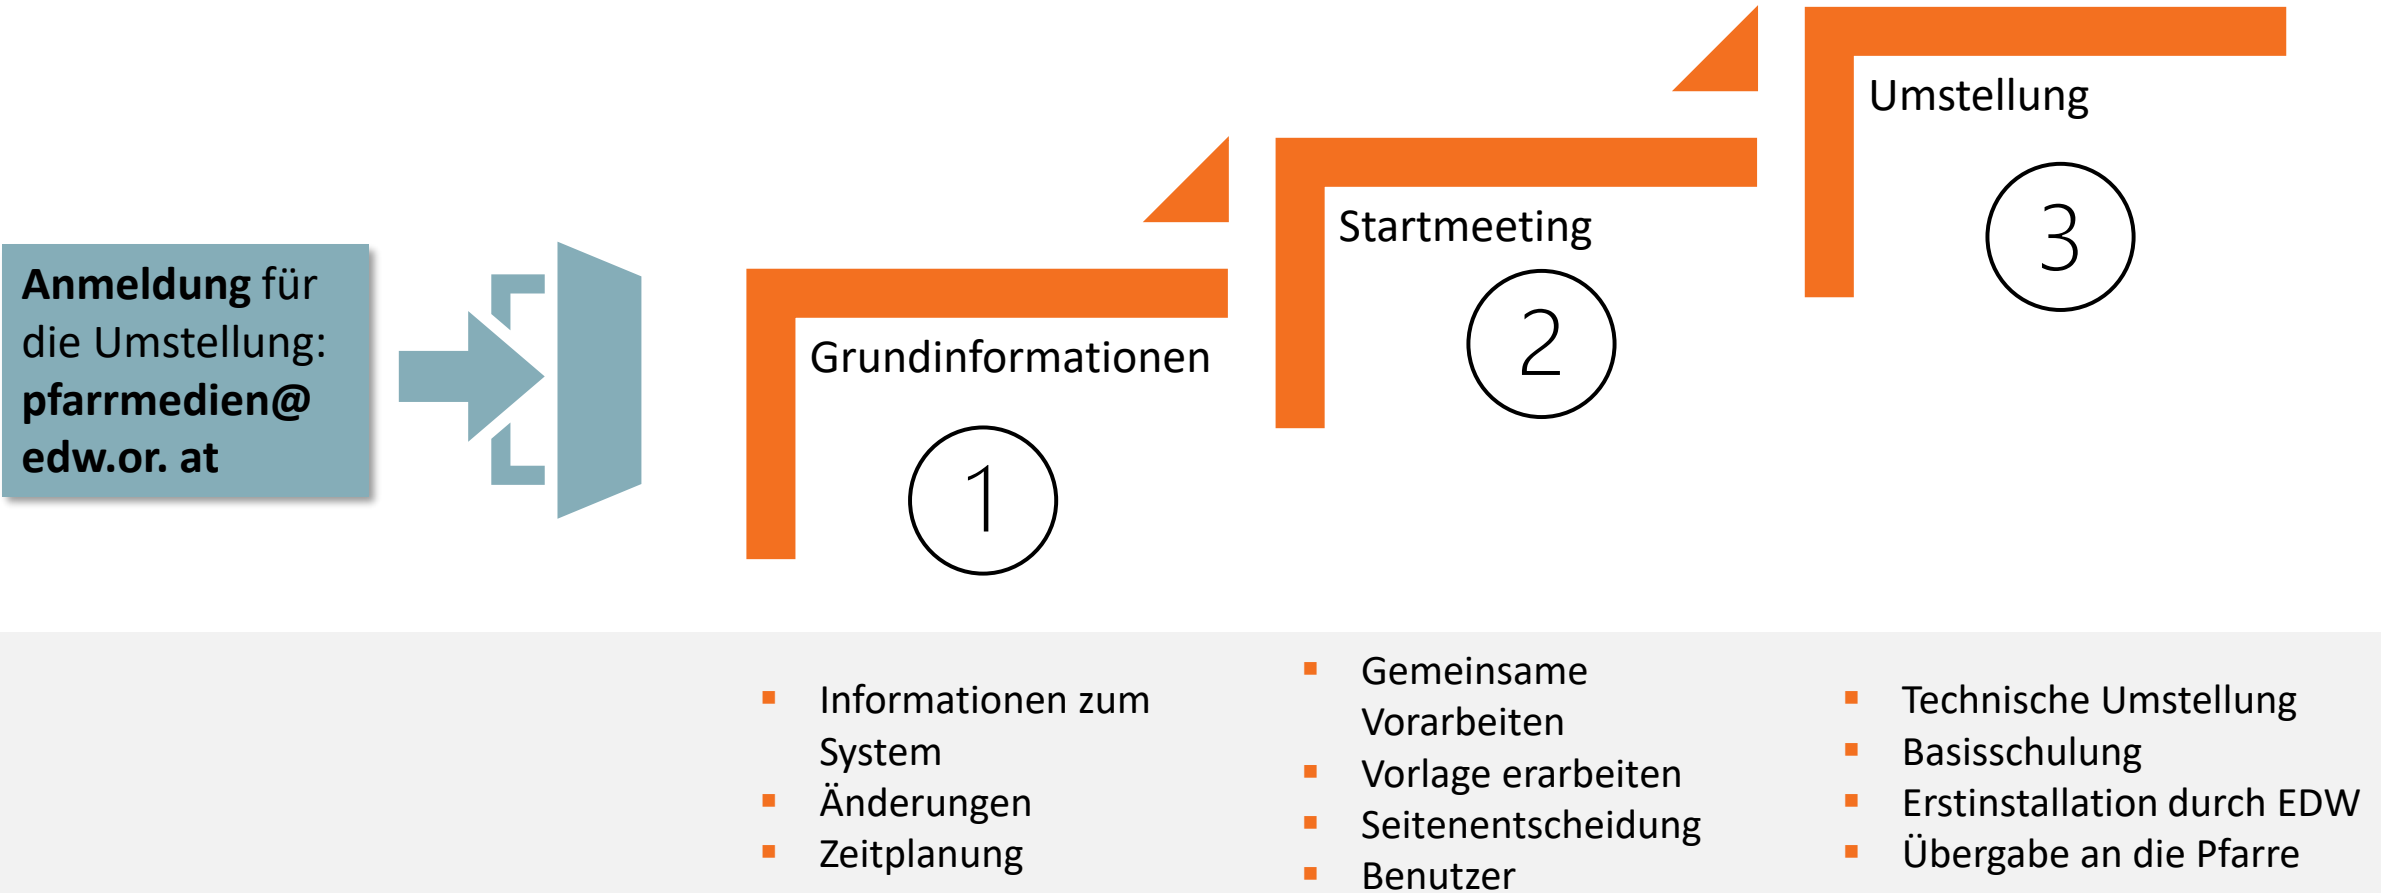 Anmeldung für
die Umstellung:
pfarrmedien@
edw.or. at
Grundinformationen
1
Startmeeting
2
Umstellung
3
Informationen zum
System
Änderungen
Zeitplanung
Gemeinsame
Vorarbeiten
Vorlage erarbeiten
Seitenentscheidung
Benutzer
Technische Umstellung
Basisschulung
Erstinstallation durch EDW
Übergabe an die Pfarre